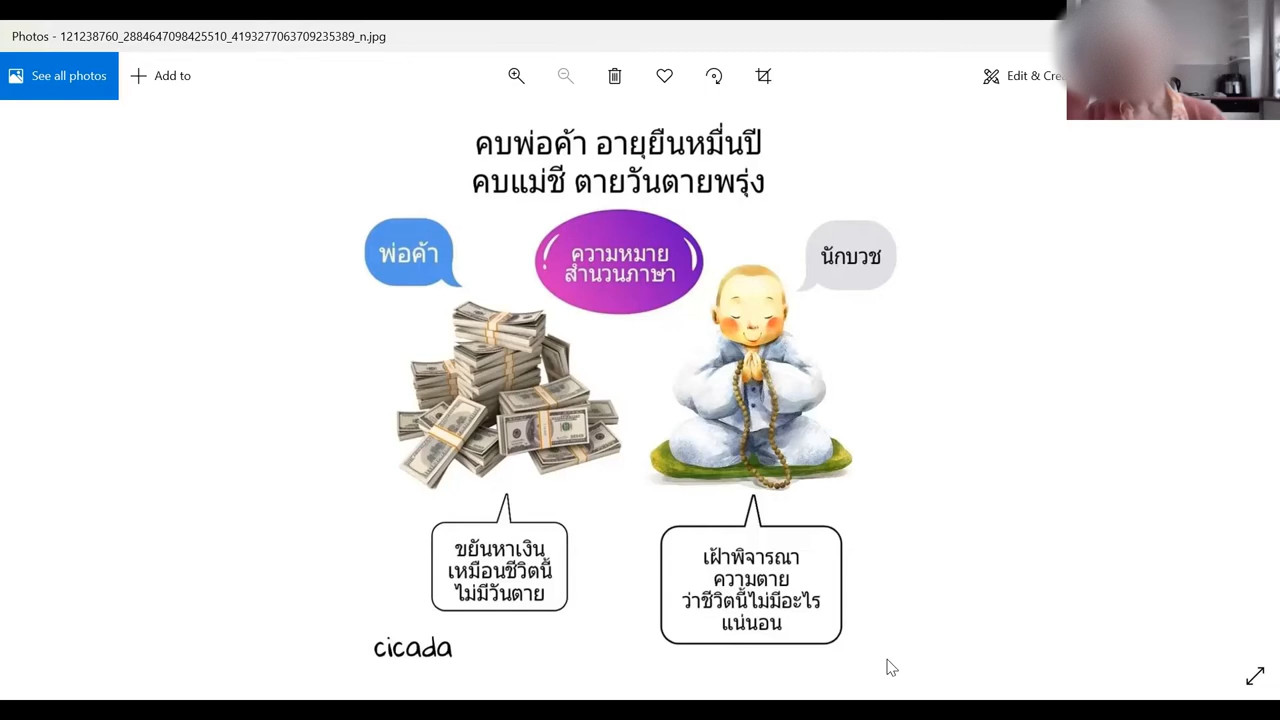 Photos - 121238760_2884647098425510_4193277063709235389_n.jpg
See all photos
Add to
Edit & Cre
คบพ่อค้า อายุยืนหมื่นปี
คบแม่ชี ตายวันตายพรุ่ง
พ่อค้า
ความหมาย
สำนวนภาษา
นักบวช
ขยันหาเงิน
เหมือนชีวิตนี้
ไม่มีวันตาย
เฝ้าพิจารณา
ความตาย
ว่าชีวิตนี้ไม่มีอะไร
แน่นอน
cicada